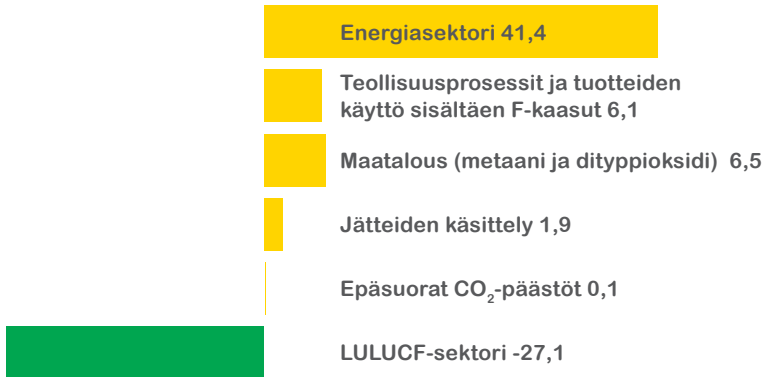 Energiasektori 41,4
Teollisuusprosessit ja tuotteiden
käyttö sisältäen F-kaasut 6,1
Maatalous (metaani ja dityppioksidi) 6,5
Jätteiden käsittely 1,9
Epäsuorat CO₂-päästöt 0,1
LULUCF-sektori -27,1